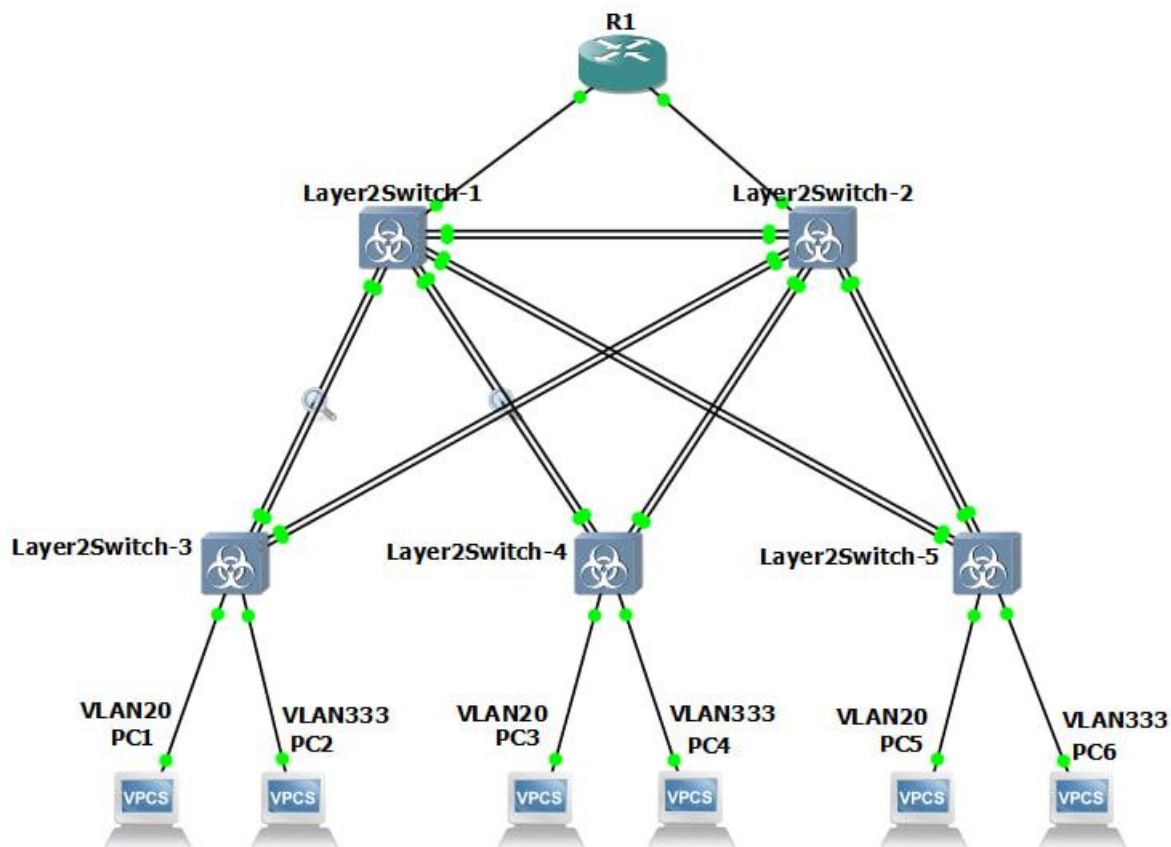 R1
Layer2Switch-1
Layer2Switch-2
Layer2Switch-3
Layer2Switch-4
Layer2Switch-5
VLAN20
PC1
VLAN333
PC2
VLAN20
PC3
VLAN333
PC4
VLAN20
PC5
VLAN333
PC6
VPCS
VPCS
VPCS
VPCS
VPCS
VPCS